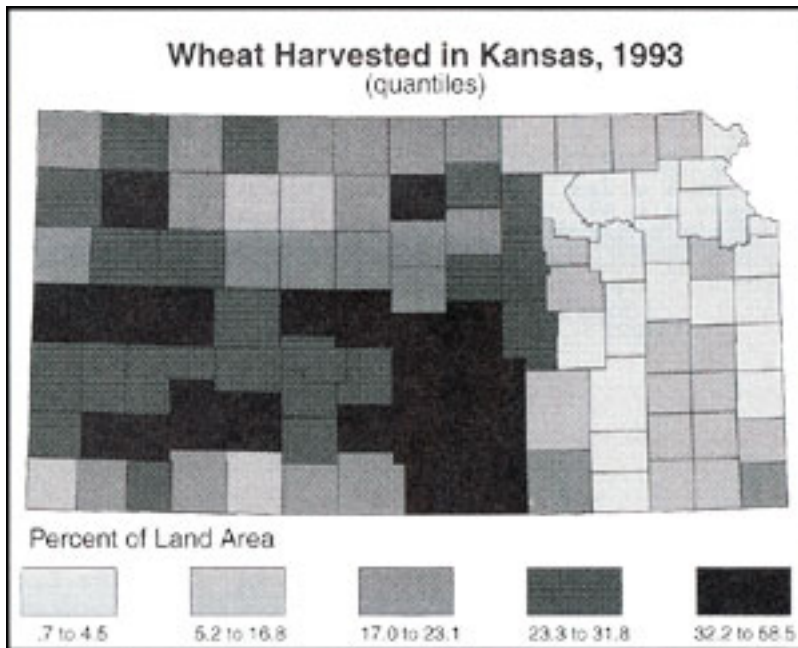 Wheat Harvested in Kansas, 1993
(quantiles)
Percent of Land Area
.7 to 4.5
5.2 to 16.8
17.0 to 23.1
23.3 to 31.8
32.2 to 58.5